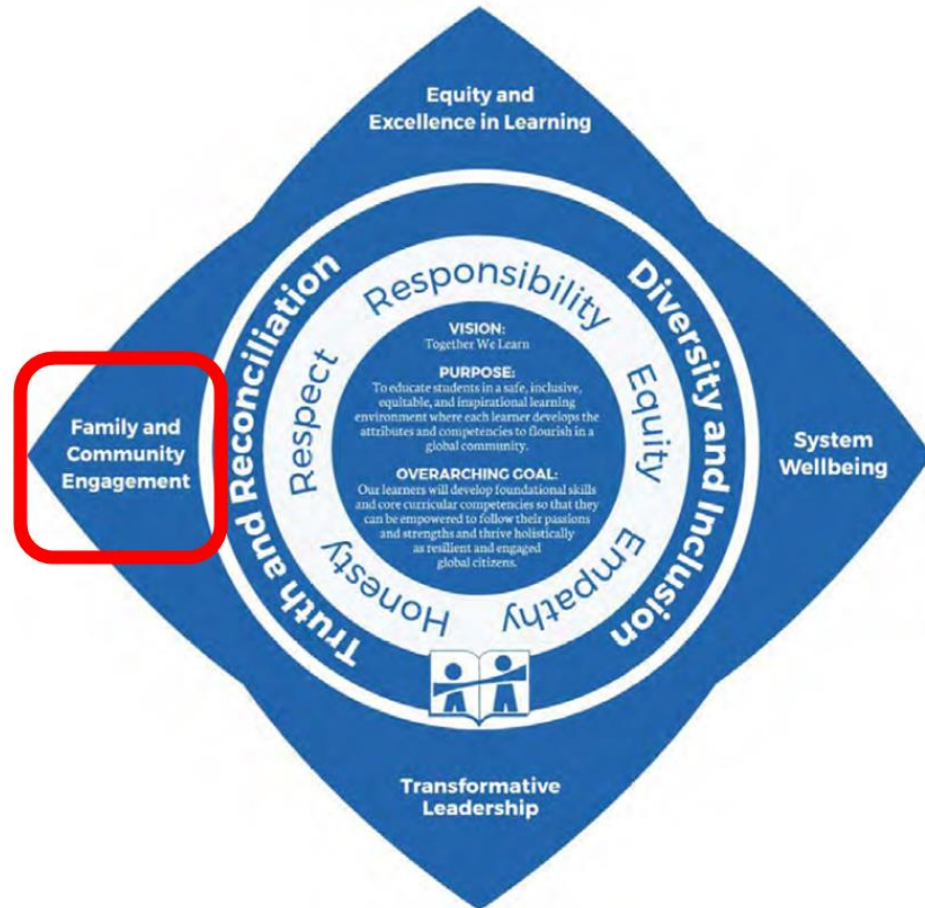 Equity and
Excellence in Learning
Truth and Reconciliation
Diversity and Inclusion
Responsibility
Respect
Equity
Honesty
Empathy
VISION:
Together We Learn
PURPOSE:
To educate students in a safe, inclusive,
equitable, and inspirational learning
environment where each learner develops the
attributes and competencies to flourish in a
global community.
OVERARCHING GOAL:
Our learners will develop foundational skills
and core curricular competencies so that they
can be empowered to follow their passions
and strengths and thrive holistically
as resilient and engaged
global citizens.
Family and
Community
Engagement
System
Wellbeing
Transformative
Leadership